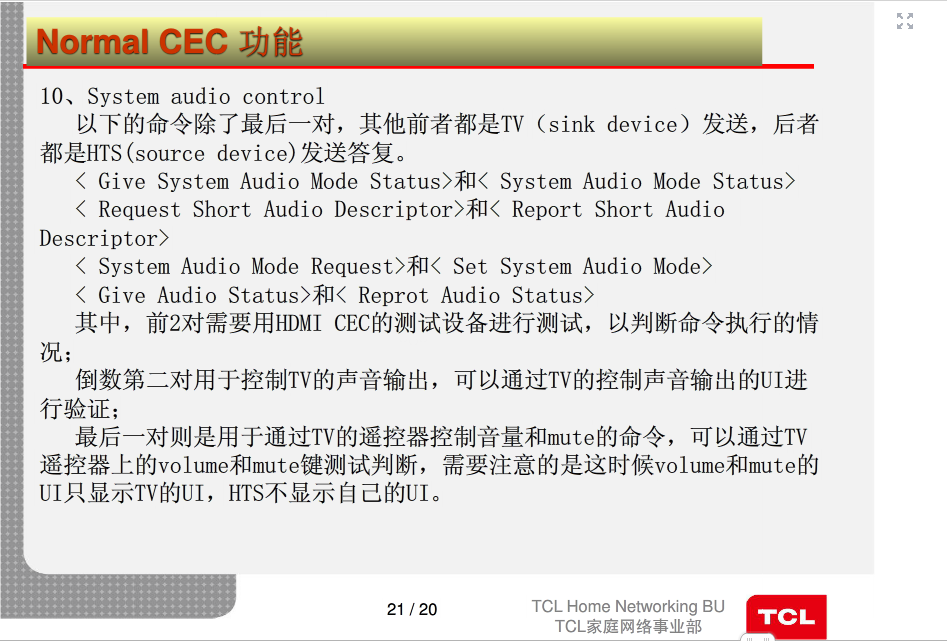 Normal CEC 功能
10、System audio control
以下的命令除了最后一对，其他前者都是TV（sink device）发送，后者
都是HTS(source device)发送答复。
< Give System Audio Mode Status>和< System Audio Mode Status>
< Request Short Audio Descriptor>和< Report Short Audio
Descriptor>
< System Audio Mode Request>和< Set System Audio Mode>
< Give Audio Status>和< Reprot Audio Status>
其中，前2对需要用HDMI CEC的测试设备进行测试，以判断命令执行的情
况；
倒数第二对用于控制TV的声音输出，可以通过TV的控制声音输出的UI进
行验证；
最后一对则是用于通过TV的遥控器控制音量和mute的命令，可以通过TV
遥控器上的volume和mute键测试判断，需要注意的是这时候volume和mute的
UI只显示TV的UI，HTS不显示自己的UI。
21 / 20
TCL Home Networking BU
TCL家庭网络事业部
TCL